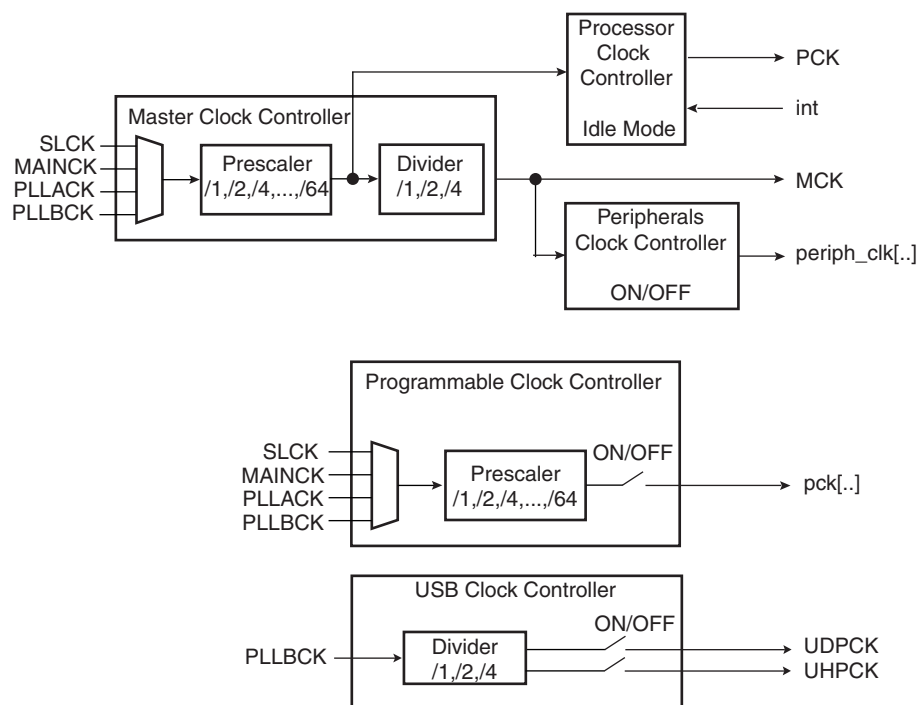 Processor
Clock
Controller
Idle Mode
PCK
int
Master Clock Controller
SLCK
MAINCK
PLLACK
PLLBCK
Prescaler
/1,/2,/4,...,/64
Divider
/1,/2,/4
MCK
Peripherals
Clock Controller
ON/OFF
periph_clk[..]
Programmable Clock Controller
SLCK
MAINCK
PLLACK
PLLBCK
Prescaler
/1,/2,/4,...,/64
ON/OFF
pck[..]
USB Clock Controller
PLLBCK
Divider
/1,/2,/4
ON/OFF
UDPCK
UHPCK